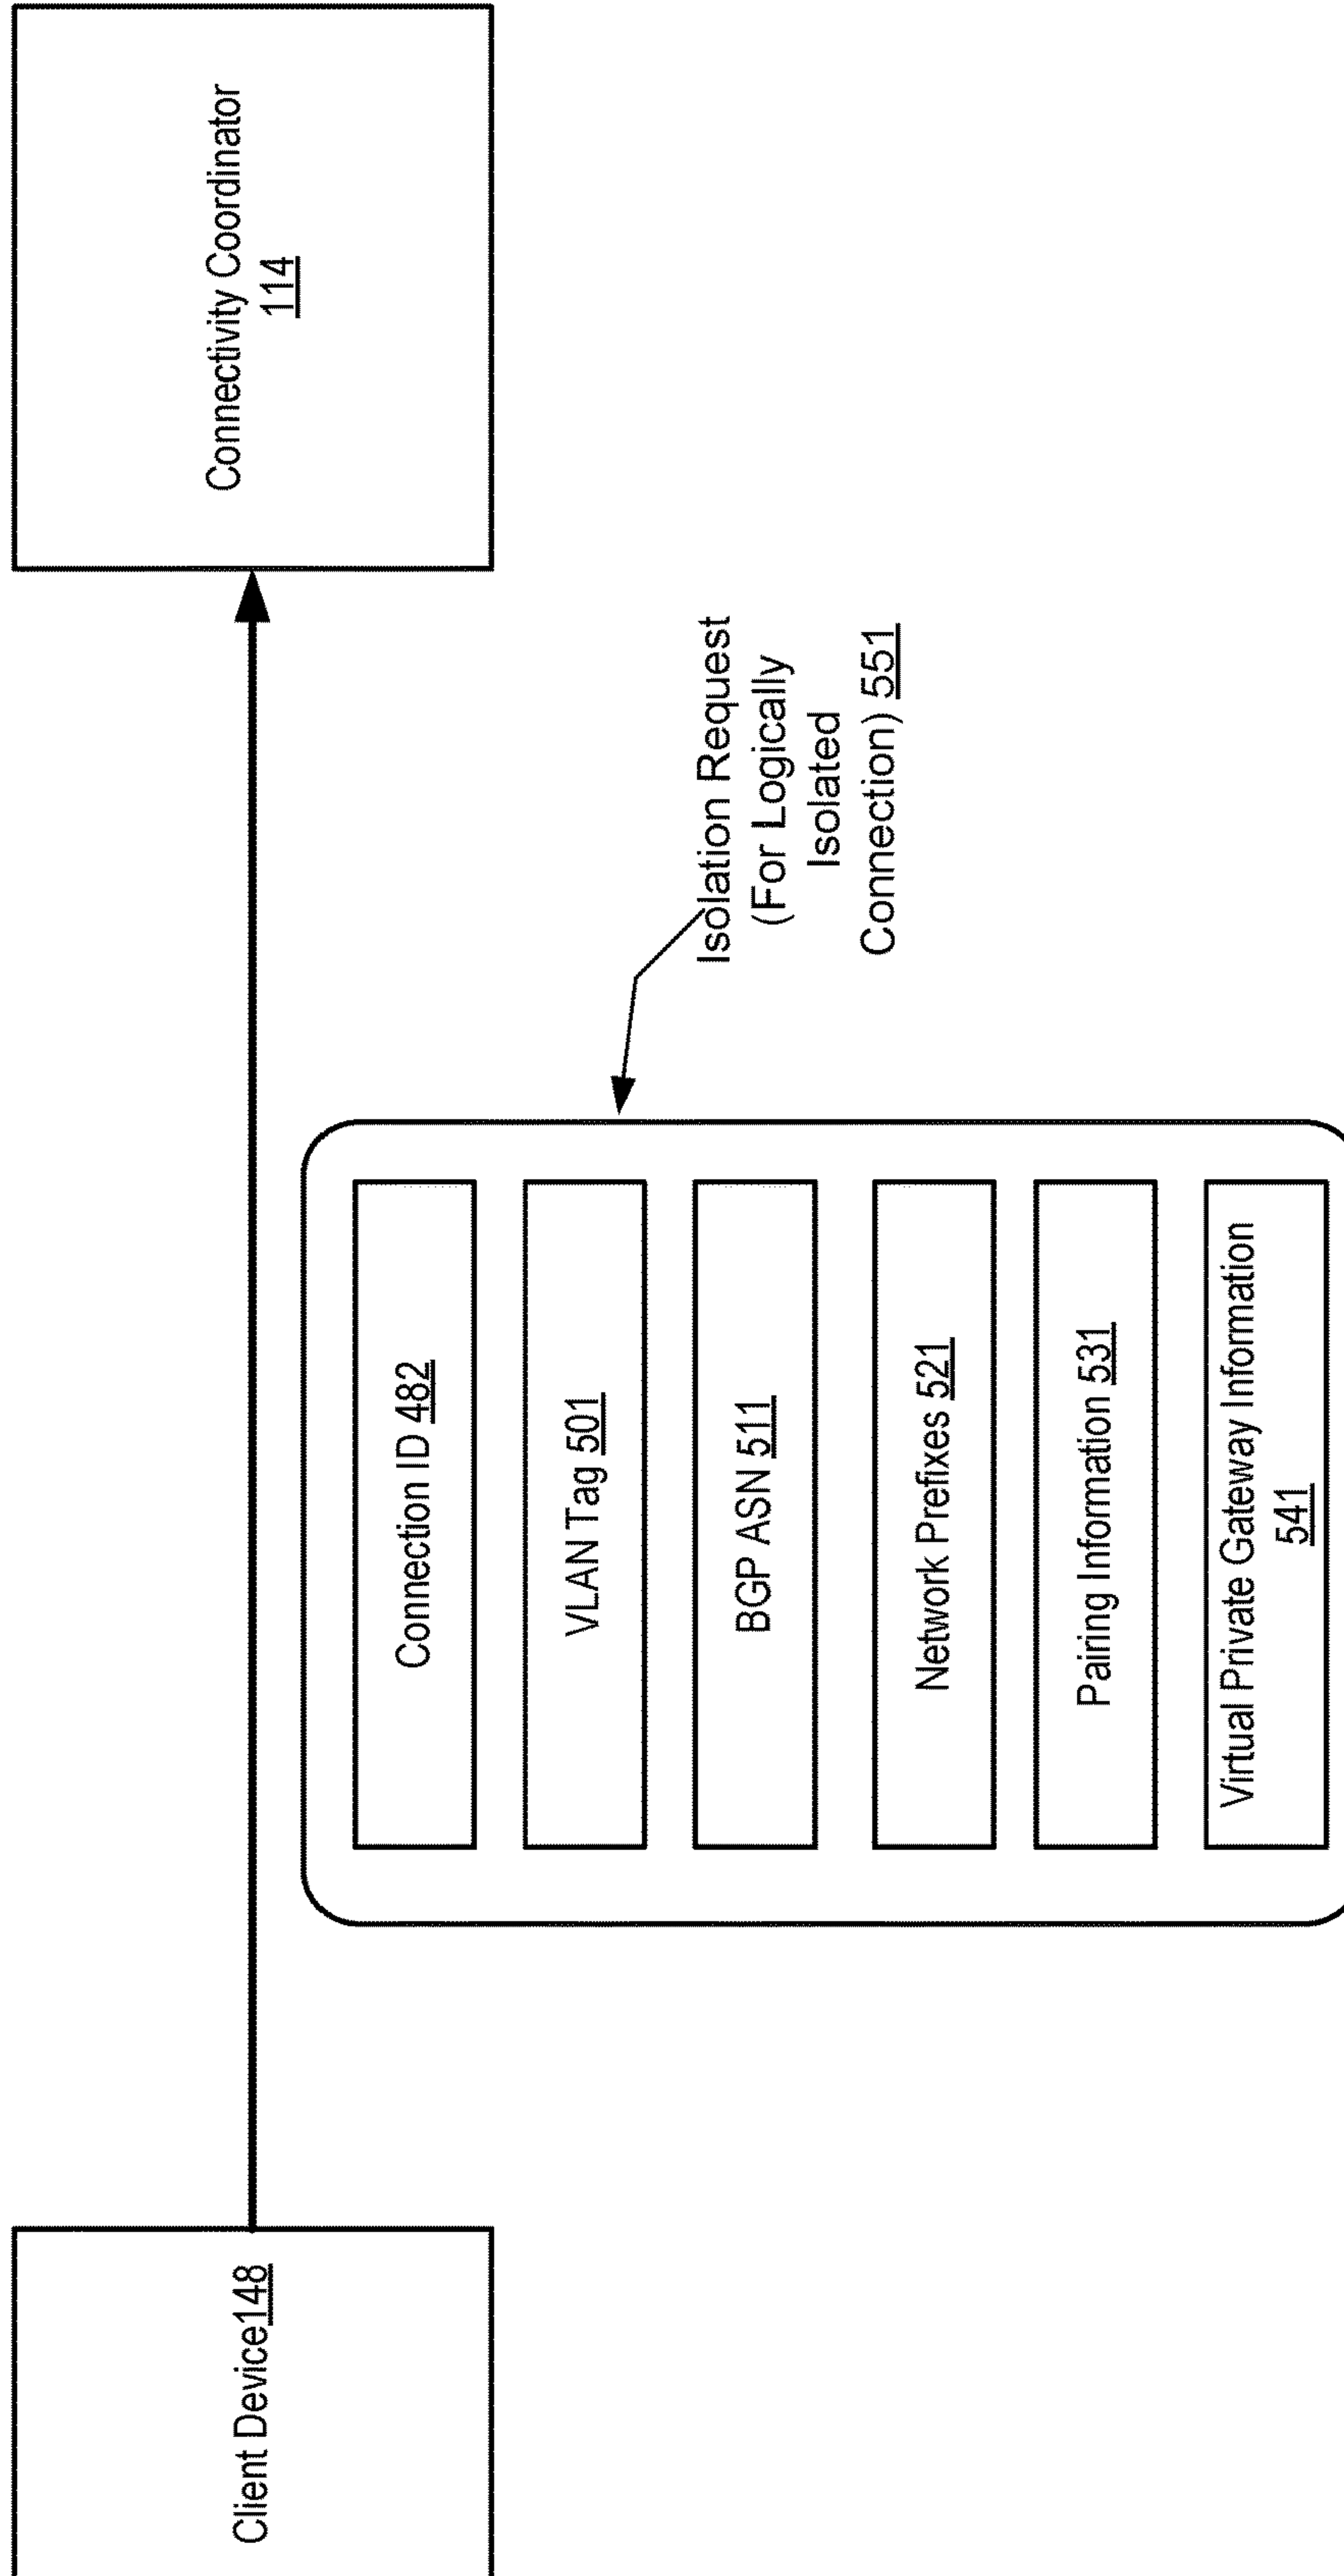 Client Device148
Connectivity Coordinator
114
Connection ID 482
VLAN Tag 501
BGP ASN 511
Network Prefixes 521
Pairing Information 531
Virtual Private Gateway Information
541
Isolation Request
(For Logically
Isolated
Connection) 551